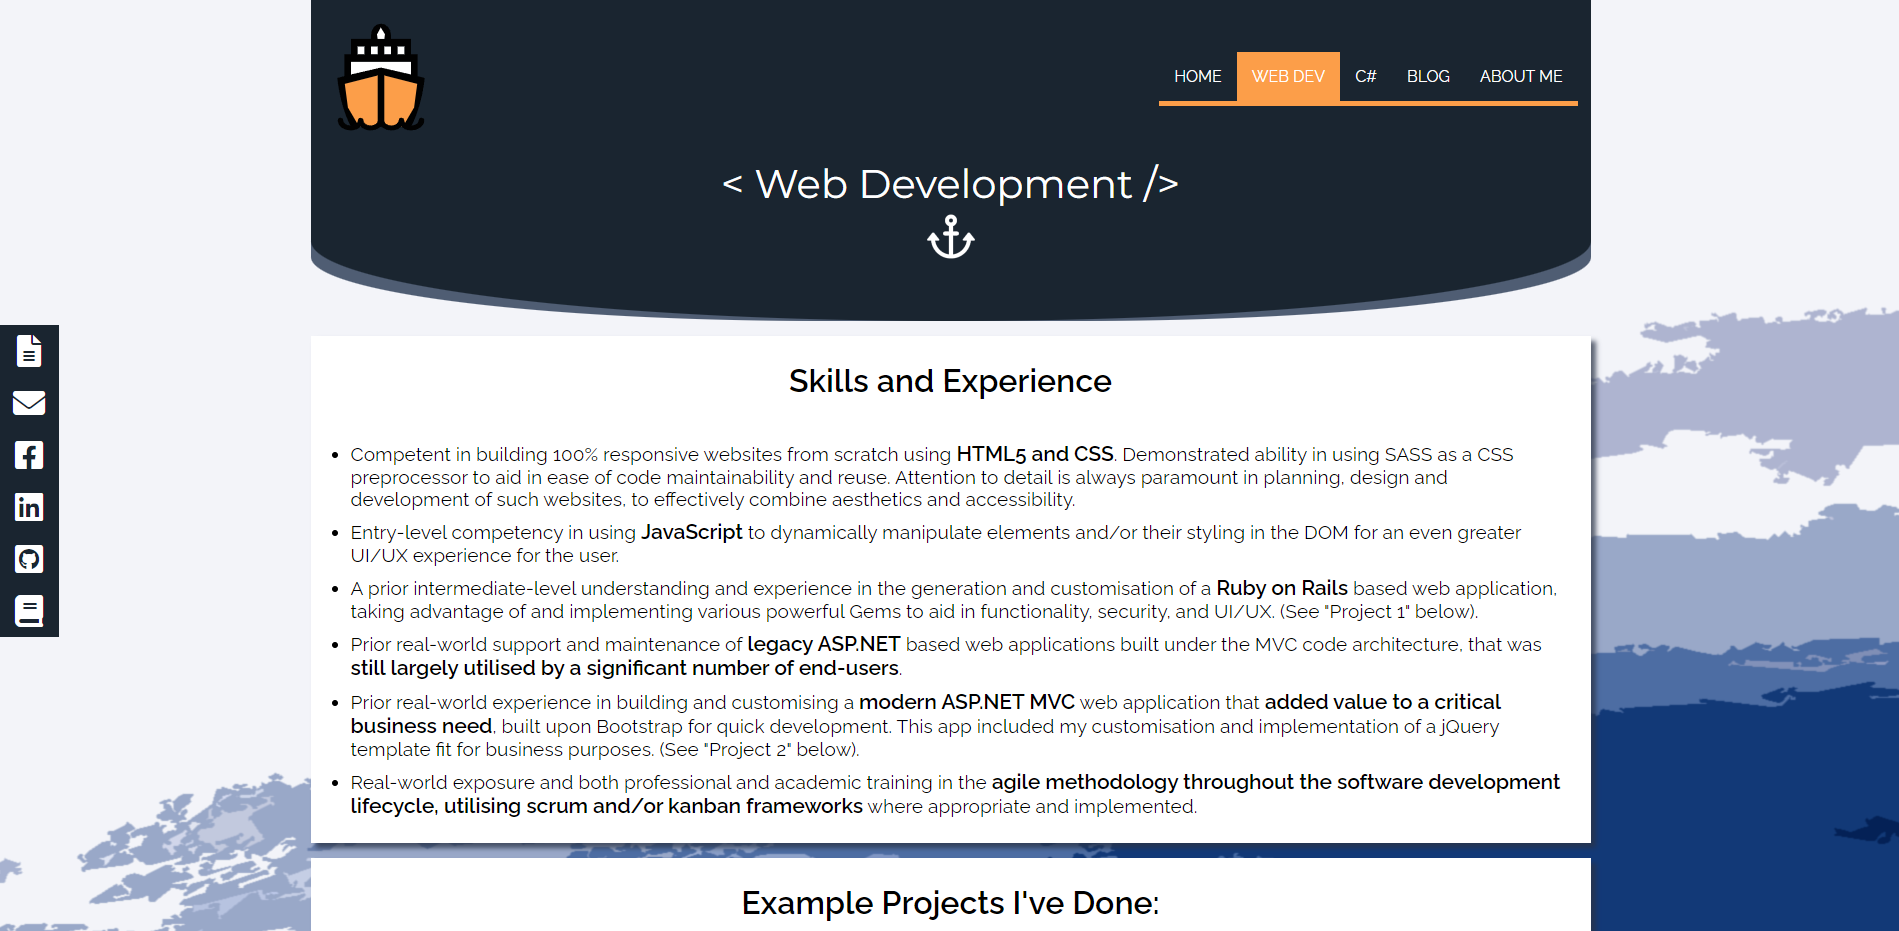 HOME WEB DEV C# BLOG ABOUT ME
< Web Development />
Skills and Experience
• Competent in building 100% responsive websites from scratch using HTML5 and CSS. Demonstrated ability in using SASS as a CSS
preprocessor to aid in ease of code maintainability and reuse. Attention to detail is always paramount in planning, design and
development of such websites, to effectively combine aesthetics and accessibility.
• Entry-level competency in using JavaScript to dynamically manipulate elements and/or their styling in the DOM for an even greater
UI/UX experience for the user.
• A prior intermediate-level understanding and experience in the generation and customisation of a Ruby on Rails based web application,
taking advantage of and implementing various powerful Gems to aid in functionality, security, and UI/UX. (See "Project 1" below).
• Prior real-world support and maintenance of legacy ASP.NET based web applications built under the MVC code architecture, that was
still largely utilised by a significant number of end-users.
• Prior real-world experience in building and customising a modern ASP.NET MVC web application that added value to a critical
business need, built upon Bootstrap for quick development. This app included my customisation and implementation of a jQuery
template fit for business purposes. (See "Project 2" below).
• Real-world exposure and both professional and academic training in the agile methodology throughout the software development
lifecycle, utilising scrum and/or kanban frameworks where appropriate and implemented.
Example Projects I've Done: